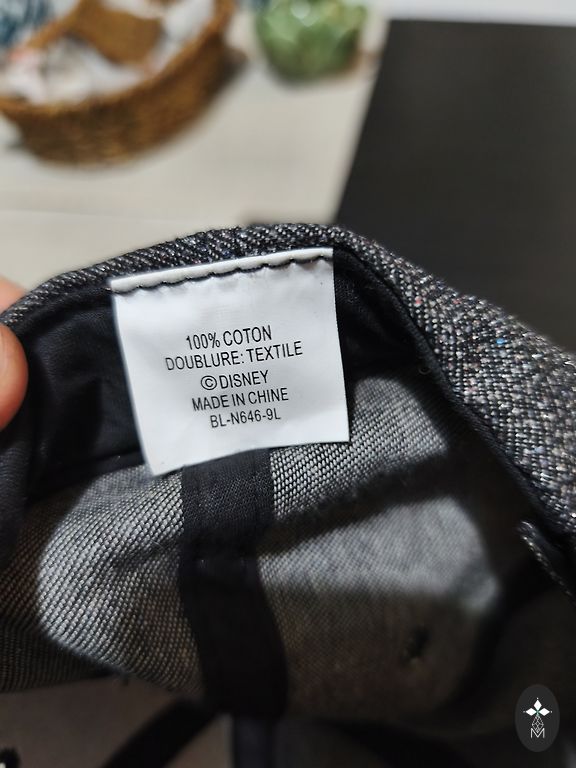 100% COTON
DOUBLURE: TEXTILE
©DISNEY
MADE IN CHINE
BL-N646-9L
M